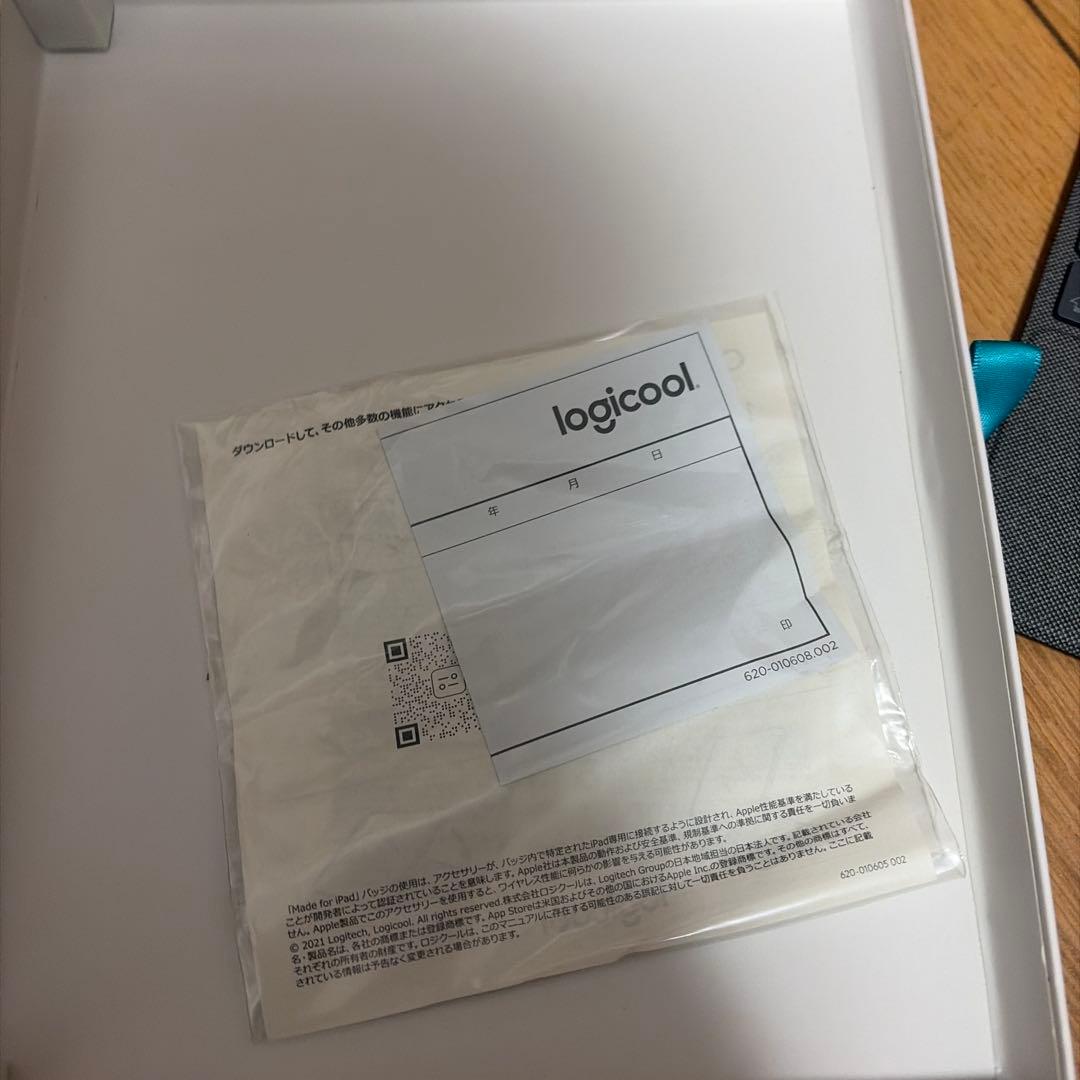 ダウンロードして、その他多数の機能にアクセ
logicool.
年 月 日
印
620-010608.002
「Made for iPad」バッジの使用は、アクセサリーが、バッジ内で特定されたiPad専用に接続するように設計され、Apple性能基準を満たしている
ことが開発者によって認証されていることを意味します。Apple社は本製品の動作および安全基準、規制基準への準拠に関する責任を一切負いま
せん。Apple製品でこのアクセサリーを使用すると、ワイヤレス性能に何らかの影響を与える可能性があります。
© 2021 Logitech, Logicool. All rights reserved.株式会社ロジクールは、Logitech Groupの日本地域担当の日本法人です。記載されている会社
名・製品名は、各社の商標または登録商標です。App Storeは米国およびその他の国におけるApple Inc.の登録商標です。その他の商標はすべて、
それぞれの所有者の財産です。ロジクールは、このマニュアルに存在する可能性のある誤記に対して一切責任を負うことはありません。ここに記載
されている情報は予告なく変更される場合があります。
620-010605 002